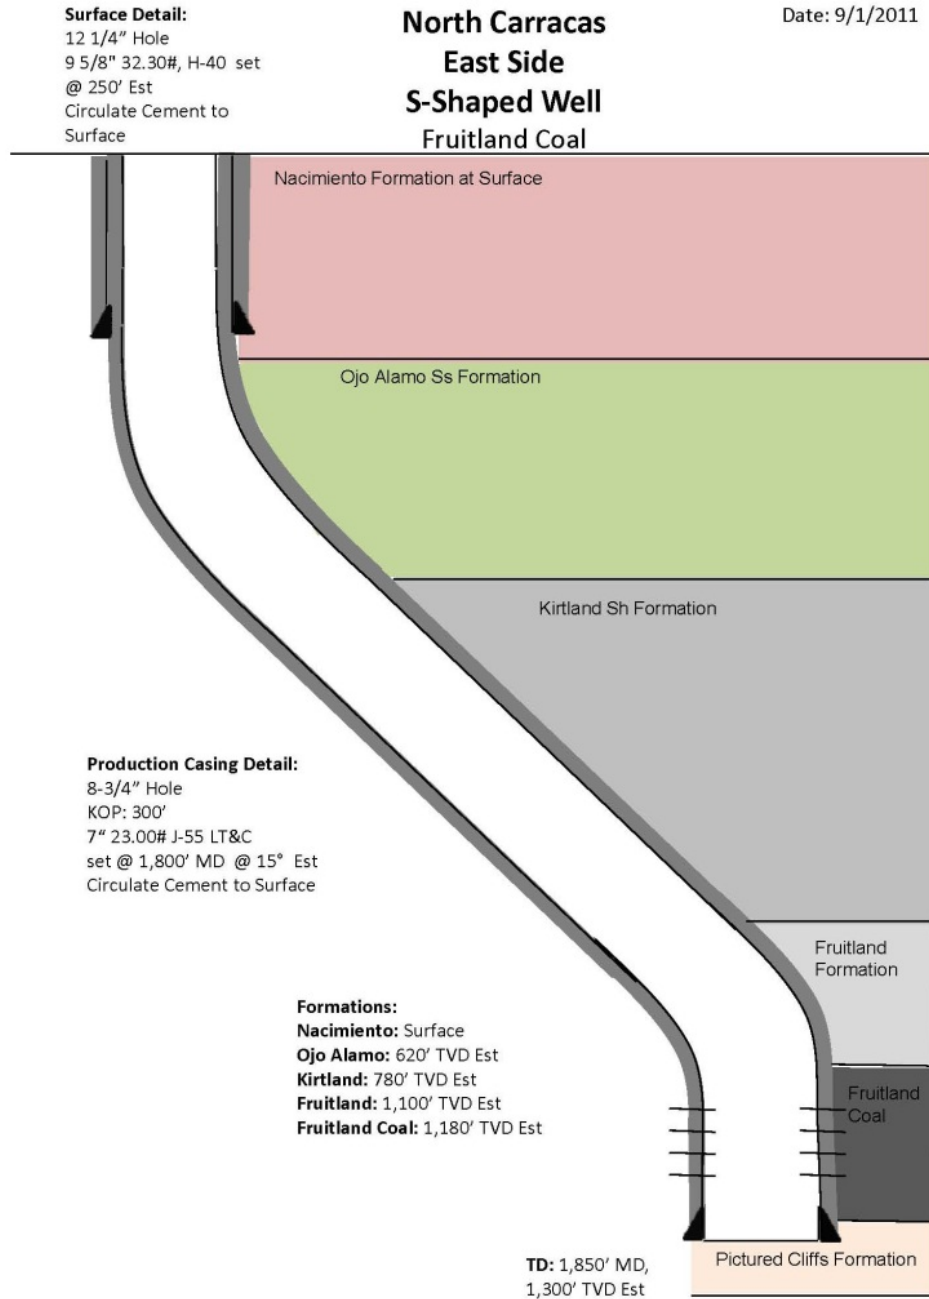 Surface Detail:
12 1/4” Hole
9 5/8" 32.30#, H-40 set
@ 250’ Est
Circulate Cement to
Surface
North Carracas
East Side
S-Shaped Well
Fruitland Coal
Date: 9/1/2011
Nacimiento Formation at Surface
Ojo Alamo Ss Formation
Kirtland Sh Formation
Production Casing Detail:
8-3/4” Hole
KOP: 300’
7“ 23.00# J-55 LT&C
set @ 1,800’ MD @ 15° Est
Circulate Cement to Surface
Fruitland
Formation
Formations:
Nacimiento: Surface
Ojo Alamo: 620’ TVD Est
Kirtland: 780’ TVD Est
Fruitland: 1,100’ TVD Est
Fruitland Coal: 1,180’ TVD Est
Fruitland
Coal
TD: 1,850’ MD,
1,300’ TVD Est
Pictured Cliffs Formation